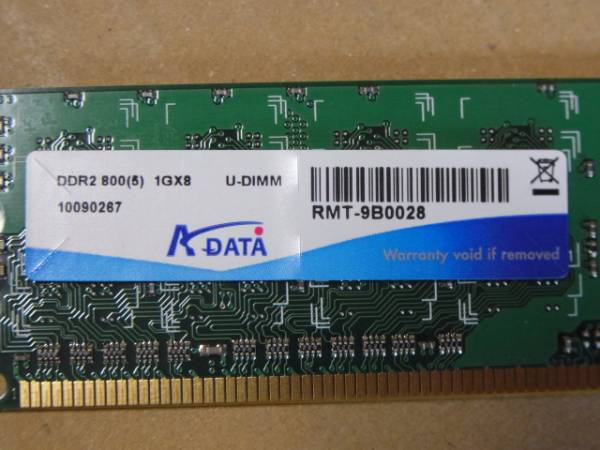 DDR2 800(5) 1GX8 U-DIMM
10090267
ADATA
RMT-9B0028
Warranty void if removed